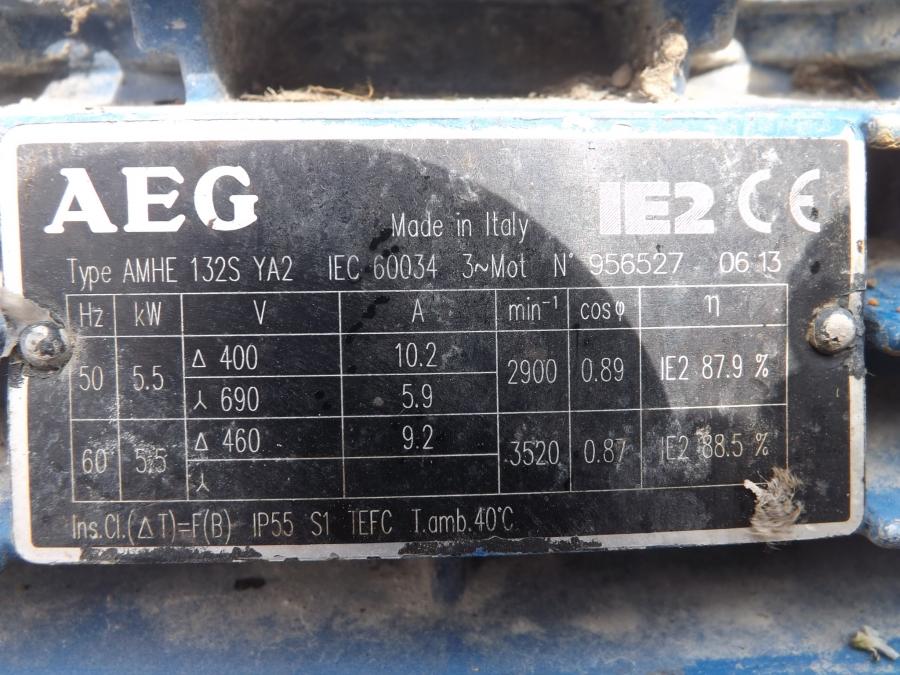 AEG
Made in Italy
IE2 CE
Type AMHE 132S YA2 IEC 60034 3~Mot N° 956527 06 13
Hz kW V A min⁻¹ cosφ η
50 5.5 Δ 400 10.2 2900 0.89 IE2 87.9 %
⅄ 690 5.9
60 5.5 Δ 460 9.2 3520 0.87 IE2 88.5 %
⅄
Ins.Cl.(ΔT)=F(B) IP55 S1 TEFC T.amb.40°C